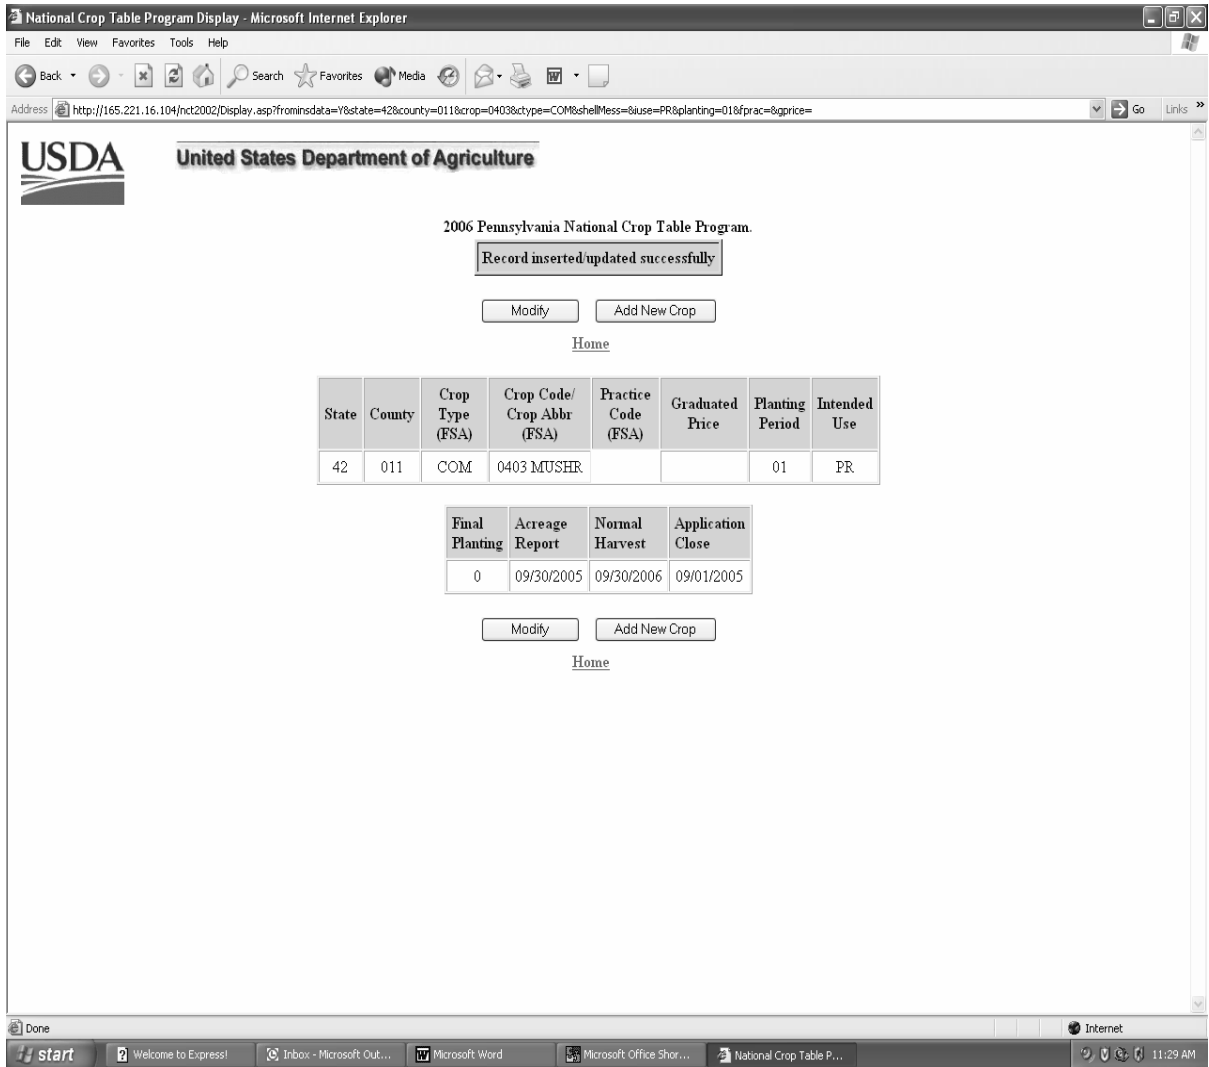 National Crop Table Program Display - Microsoft Internet Explorer
File Edit View Favorites Tools Help
Back Search Favorites Media
Address http://165.221.16.104/nct2002/Display.asp?frominsdata=Y&state=42&county=011&crop=0403&ctype=COM&shellMess=&iuse=PR&planting=01&fprac=&gprice= Go Links »
USDA United States Department of Agriculture
2006 Pennsylvania National Crop Table Program.
Record inserted/updated successfully
Modify Add New Crop
Home
State County Crop Type (FSA) Crop Code/ Crop Abbr (FSA) Practice Code (FSA) Graduated Price Planting Period Intended Use
42 011 COM 0403 MUSHR 01 PR
Final Planting Acreage Report Normal Harvest Application Close
0 09/30/2005 09/30/2006 09/01/2005
Modify Add New Crop
Home
Done Internet
start Welcome to Express! Inbox - Microsoft Out... Microsoft Word Microsoft Office Shor... National Crop Table P... 11:29 AM